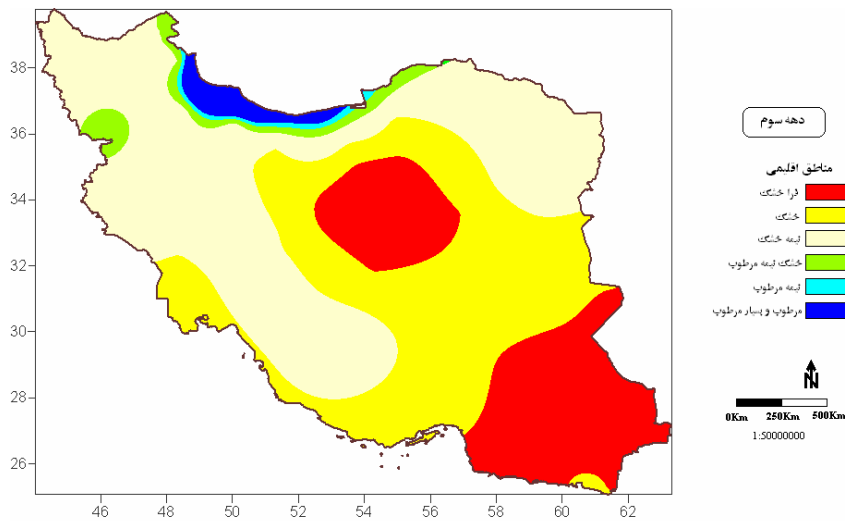 38
36
34
32
30
28
26
46
48
50
52
54
56
58
60
62
دهه سوم
مناطق اقلیمی
فرا خشک
خشک
نیمه خشک
خشک نیمه مرطوب
نیمه مرطوب
مرطوب و بسیار مرطوب
N
0Km 250Km 500Km
1:50000000